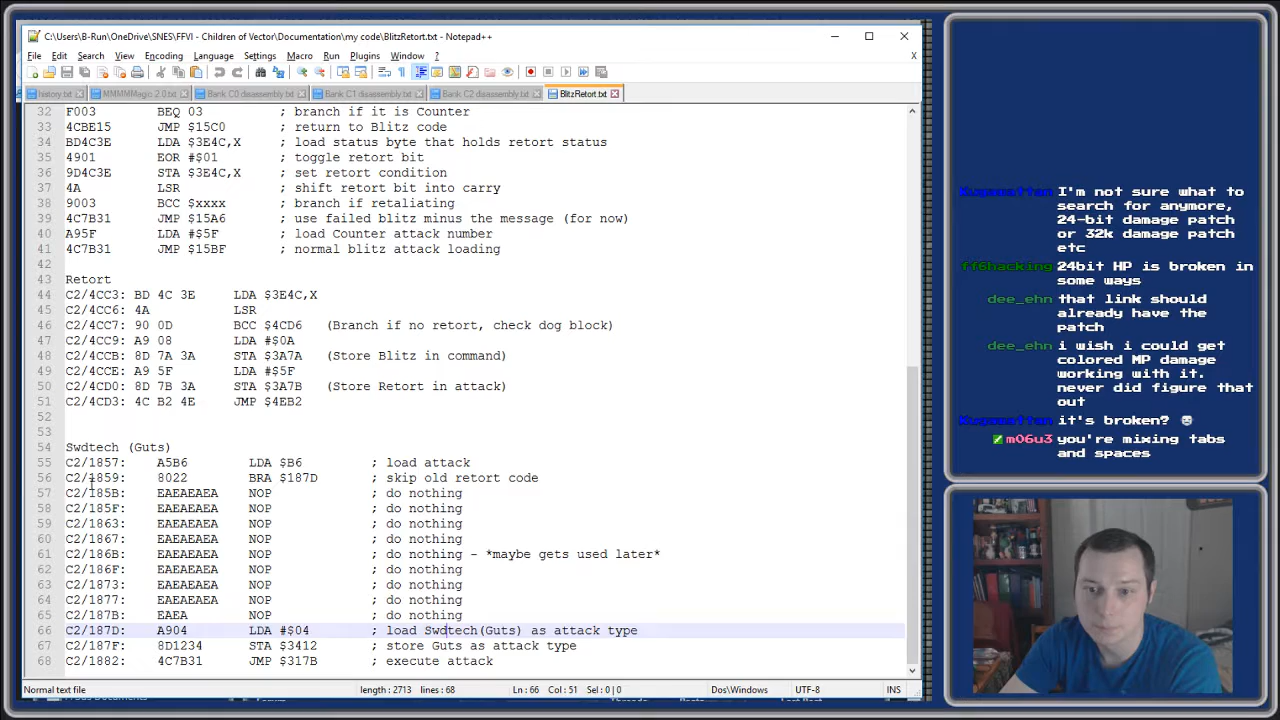 C:\Users\B-Run\OneDrive\SNES\FFVI - Children of Vector\Documentation\my code\BlitzRetort.txt - Notepad++
File Edit Search View Encoding Language Settings Macro Run Plugins Window ? X
history.txt MMMMMagic 2.0.txt Bank C0 disassembly.txt Bank C1 disassembly.txt Bank C2 disassembly.txt BlitzRetort.txt
32 F003 BEQ 03 ; branch if it is Counter
33 4CBE15 JMP $15C0 ; return to Blitz code
34 BD4C3E LDA $3E4C,X ; load status byte that holds retort status
35 4901 EOR #$01 ; toggle retort bit
36 9D4C3E STA $3E4C,X ; set retort condition
37 4A LSR ; shift retort bit into carry
38 9003 BCC $xxxx ; branch if retaliating
39 4C7B31 JMP $15A6 ; use failed blitz minus the message (for now)
40 A95F LDA #$5F ; load Counter attack number
41 4C7B31 JMP $15BF ; normal blitz attack loading
42
43 Retort
44 C2/4CC3: BD 4C 3E LDA $3E4C,X
45 C2/4CC6: 4A LSR
46 C2/4CC7: 90 0D BCC $4CD6 (Branch if no retort, check dog block)
47 C2/4CC9: A9 08 LDA #$0A
48 C2/4CCB: 8D 7A 3A STA $3A7A (Store Blitz in command)
49 C2/4CCE: A9 5F LDA #$5F
50 C2/4CD0: 8D 7B 3A STA $3A7B (Store Retort in attack)
51 C2/4CD3: 4C B2 4E JMP $4EB2
52
53
54 Swdtech (Guts)
55 C2/1857: A5B6 LDA $B6 ; load attack
56 C2/1859: 8022 BRA $187D ; skip old retort code
57 C2/185B: EAEAEAEA NOP ; do nothing
58 C2/185F: EAEAEAEA NOP ; do nothing
59 C2/1863: EAEAEAEA NOP ; do nothing
60 C2/1867: EAEAEAEA NOP ; do nothing
61 C2/186B: EAEAEAEA NOP ; do nothing - *maybe gets used later*
62 C2/186F: EAEAEAEA NOP ; do nothing
63 C2/1873: EAEAEAEA NOP ; do nothing
64 C2/1877: EAEAEAEA NOP ; do nothing
65 C2/187B: EAEA NOP ; do nothing
66 C2/187D: A904 LDA #$04 ; load Swdtech(Guts) as attack type
67 C2/187F: 8D1234 STA $3412 ; store Guts as attack type
68 C2/1882: 4C7B31 JMP $317B ; execute attack
Normal text file length : 2713 lines : 68 Ln : 66 Col : 51 Sel : 0 | 0 Dos\Windows UTF-8 INS
I'm not sure what to
search for anymore,
24-bit damage patch
or 32k damage patch
etc
ff6hacking 24bit HP is broken in
some ways
dee_ehn that link should
already have the
patch
dee_ehn i wish i could get
colored MP damage
working with it.
never did figure that
out
it's broken?
m06u3 you're mixing tabs
and spaces